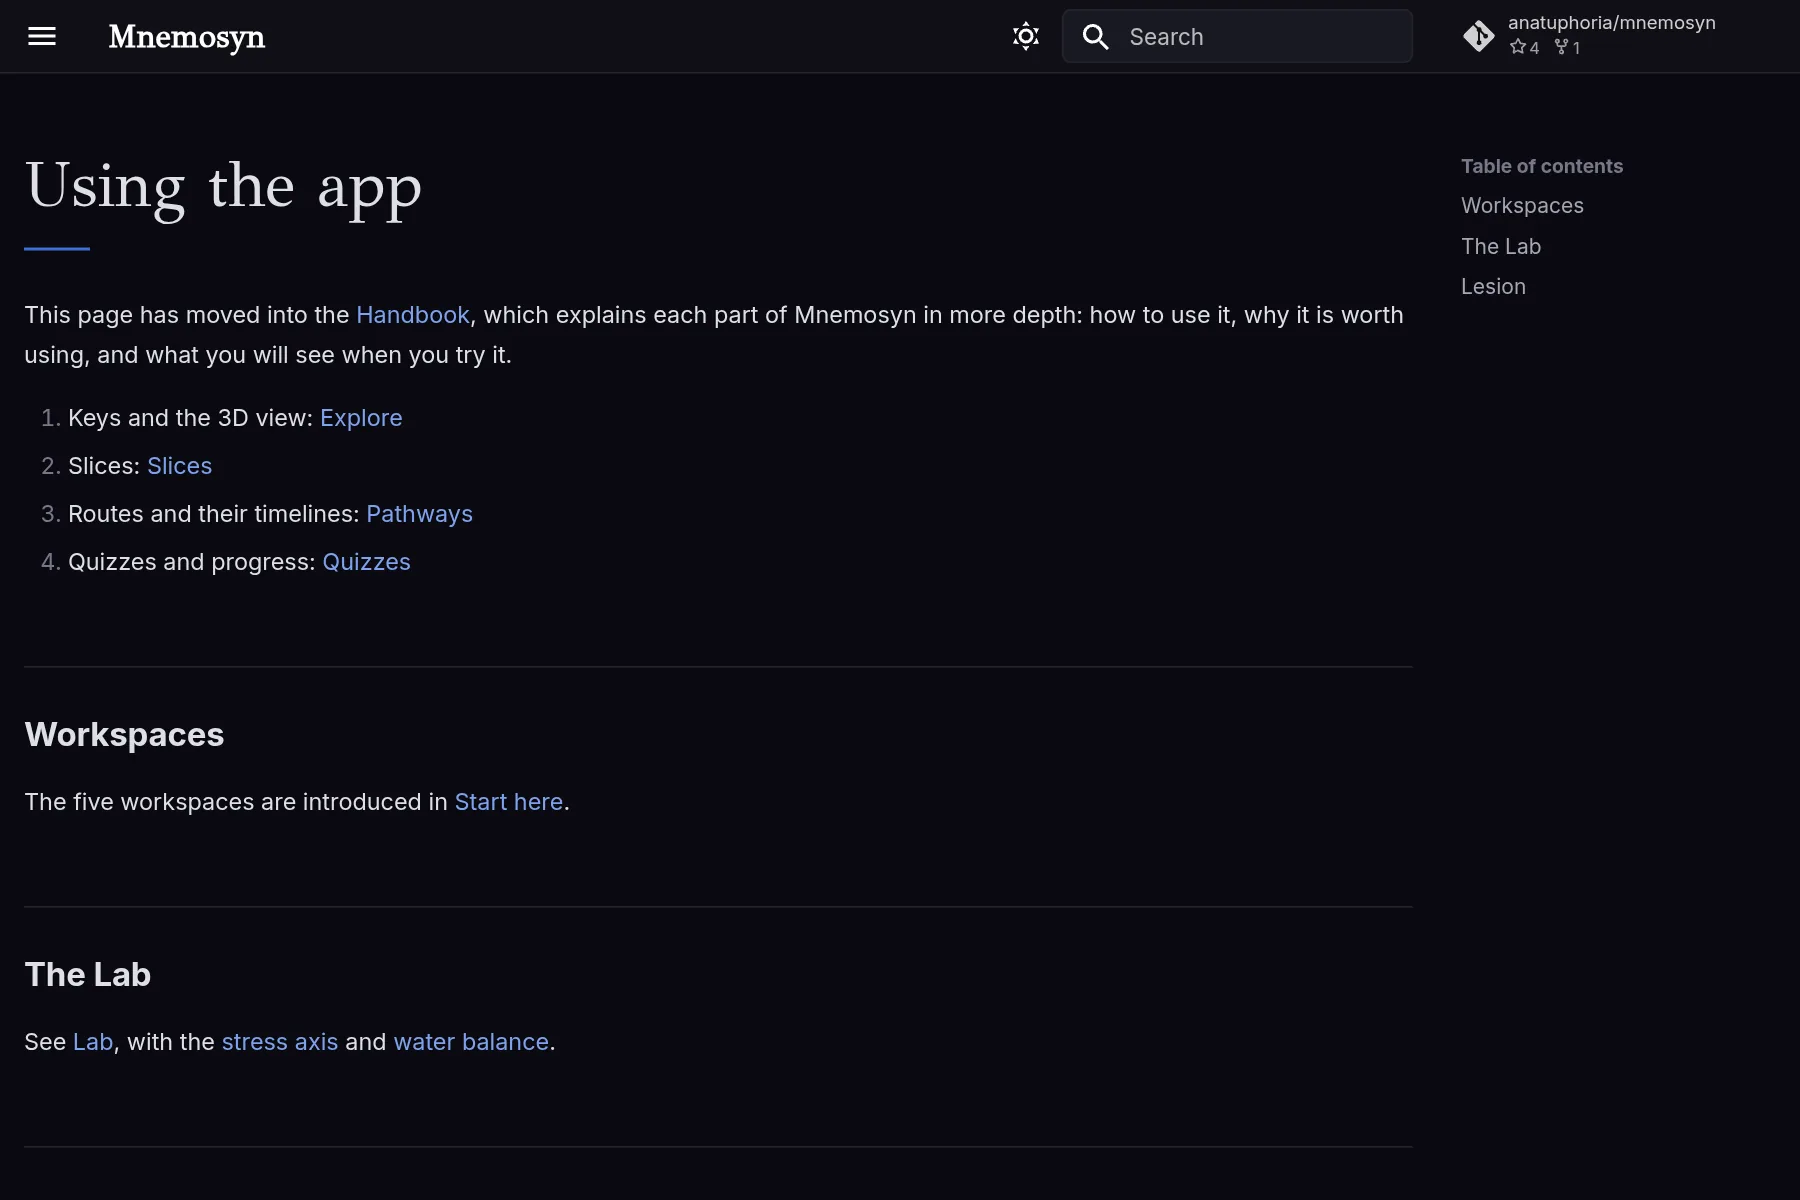 Mnemosyn
Search
anatuphoria/mnemosyn
4 1
Using the app
This page has moved into the Handbook, which explains each part of Mnemosyn in more depth: how to use it, why it is worth
using, and what you will see when you try it.
1. Keys and the 3D view: Explore
2. Slices: Slices
3. Routes and their timelines: Pathways
4. Quizzes and progress: Quizzes
Workspaces
The five workspaces are introduced in Start here.
The Lab
See Lab, with the stress axis and water balance.
Table of contents
Workspaces
The Lab
Lesion